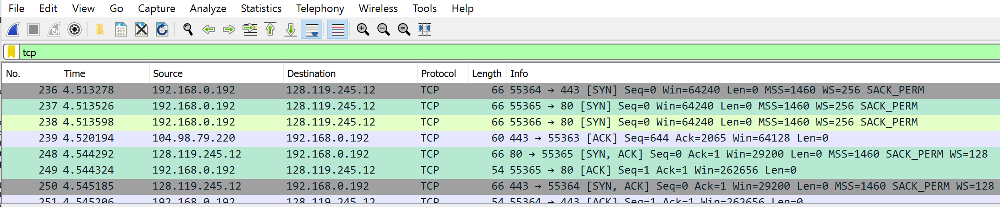 File Edit View Go Capture Analyze Statistics Telephony Wireless Tools Help
tcp
No. Time Source Destination Protocol Length Info
236 4.513278 192.168.0.192 128.119.245.12 TCP 66 55364 → 443 [SYN] Seq=0 Win=64240 Len=0 MSS=1460 WS=256 SACK_PERM
237 4.513526 192.168.0.192 128.119.245.12 TCP 66 55365 → 80 [SYN] Seq=0 Win=64240 Len=0 MSS=1460 WS=256 SACK_PERM
238 4.513598 192.168.0.192 128.119.245.12 TCP 66 55366 → 80 [SYN] Seq=0 Win=64240 Len=0 MSS=1460 WS=256 SACK_PERM
239 4.520194 104.98.79.220 192.168.0.192 TCP 60 443 → 55363 [ACK] Seq=644 Ack=2065 Win=64128 Len=0
248 4.544292 128.119.245.12 192.168.0.192 TCP 66 80 → 55365 [SYN, ACK] Seq=0 Ack=1 Win=29200 Len=0 MSS=1460 SACK_PERM WS=128
249 4.544324 192.168.0.192 128.119.245.12 TCP 54 55365 → 80 [ACK] Seq=1 Ack=1 Win=262656 Len=0
250 4.545185 128.119.245.12 192.168.0.192 TCP 66 443 → 55364 [SYN, ACK] Seq=0 Ack=1 Win=29200 Len=0 MSS=1460 SACK_PERM WS=128
251 4.545206 192.168.0.192 128.119.245.12 TCP 54 55364 → 443 [ACK] Seq=1 Ack=1 Win=262656 Len=0